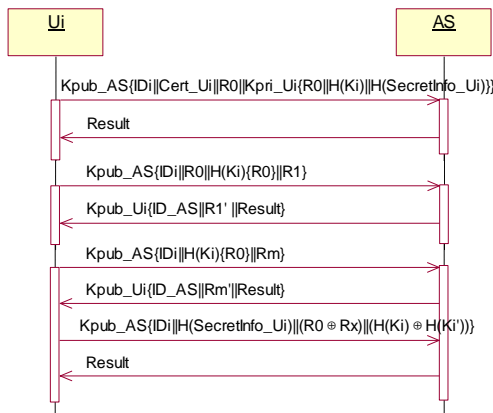 Ui
AS
Kpub_AS{IDi||Cert_Ui||R0||Kpri_Ui{R0||H(Ki)||H(SecretInfo_Ui)}}
Result
Kpub_AS{IDi||R0||H(Ki){R0}||R1}
Kpub_Ui{ID_AS||R1' ||Result}
Kpub_AS{IDi||H(Ki){R0}||Rm}
Kpub_Ui{ID_AS||Rm'||Result}
Kpub_AS{IDi||H(SecretInfo_Ui)||(R0 ⊕ Rx)||(H(Ki) ⊕ H(Ki'))}
Result